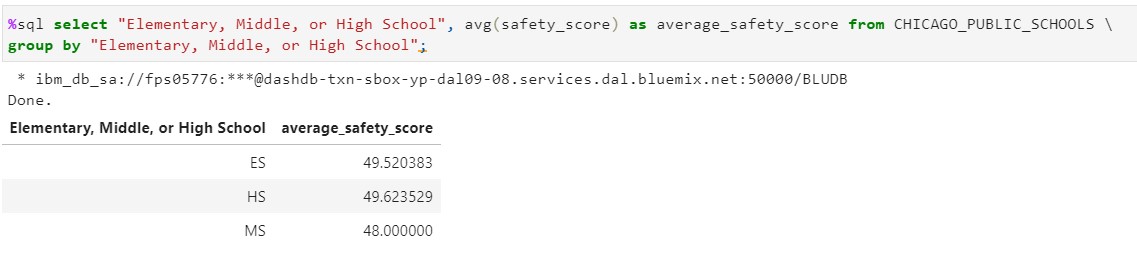 %sql select "Elementary, Middle, or High School", avg(safety_score) as average_safety_score from CHICAGO_PUBLIC_SCHOOLS \
group by "Elementary, Middle, or High School";
* ibm_db_sa://fps05776:***@dashdb-txn-sbox-yp-dal09-08.services.dal.bluemix.net:50000/BLUDB
Done.
Elementary, Middle, or High School average_safety_score
ES 49.520383
HS 49.623529
MS 48.000000